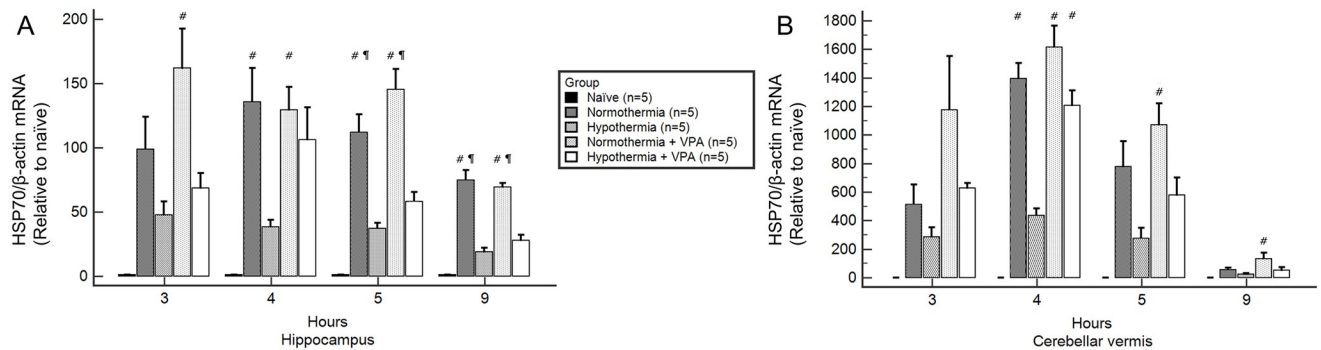 A
HSP70/β-actin mRNA
(Relative to naïve)
200
150
100
50
0
#
#
#
# ¶
# ¶
# ¶
# ¶
3
4
5
9
Hours
Hippocampus
Group
Naïve (n=5)
Normothermia (n=5)
Hypothermia (n=5)
Normothermia + VPA (n=5)
Hypothermia + VPA (n=5)
B
HSP70/β-actin mRNA
(Relative to naïve)
1800
1600
1400
1200
1000
800
600
400
200
0
#
#
#
#
#
3
4
5
9
Hours
Cerebellar vermis